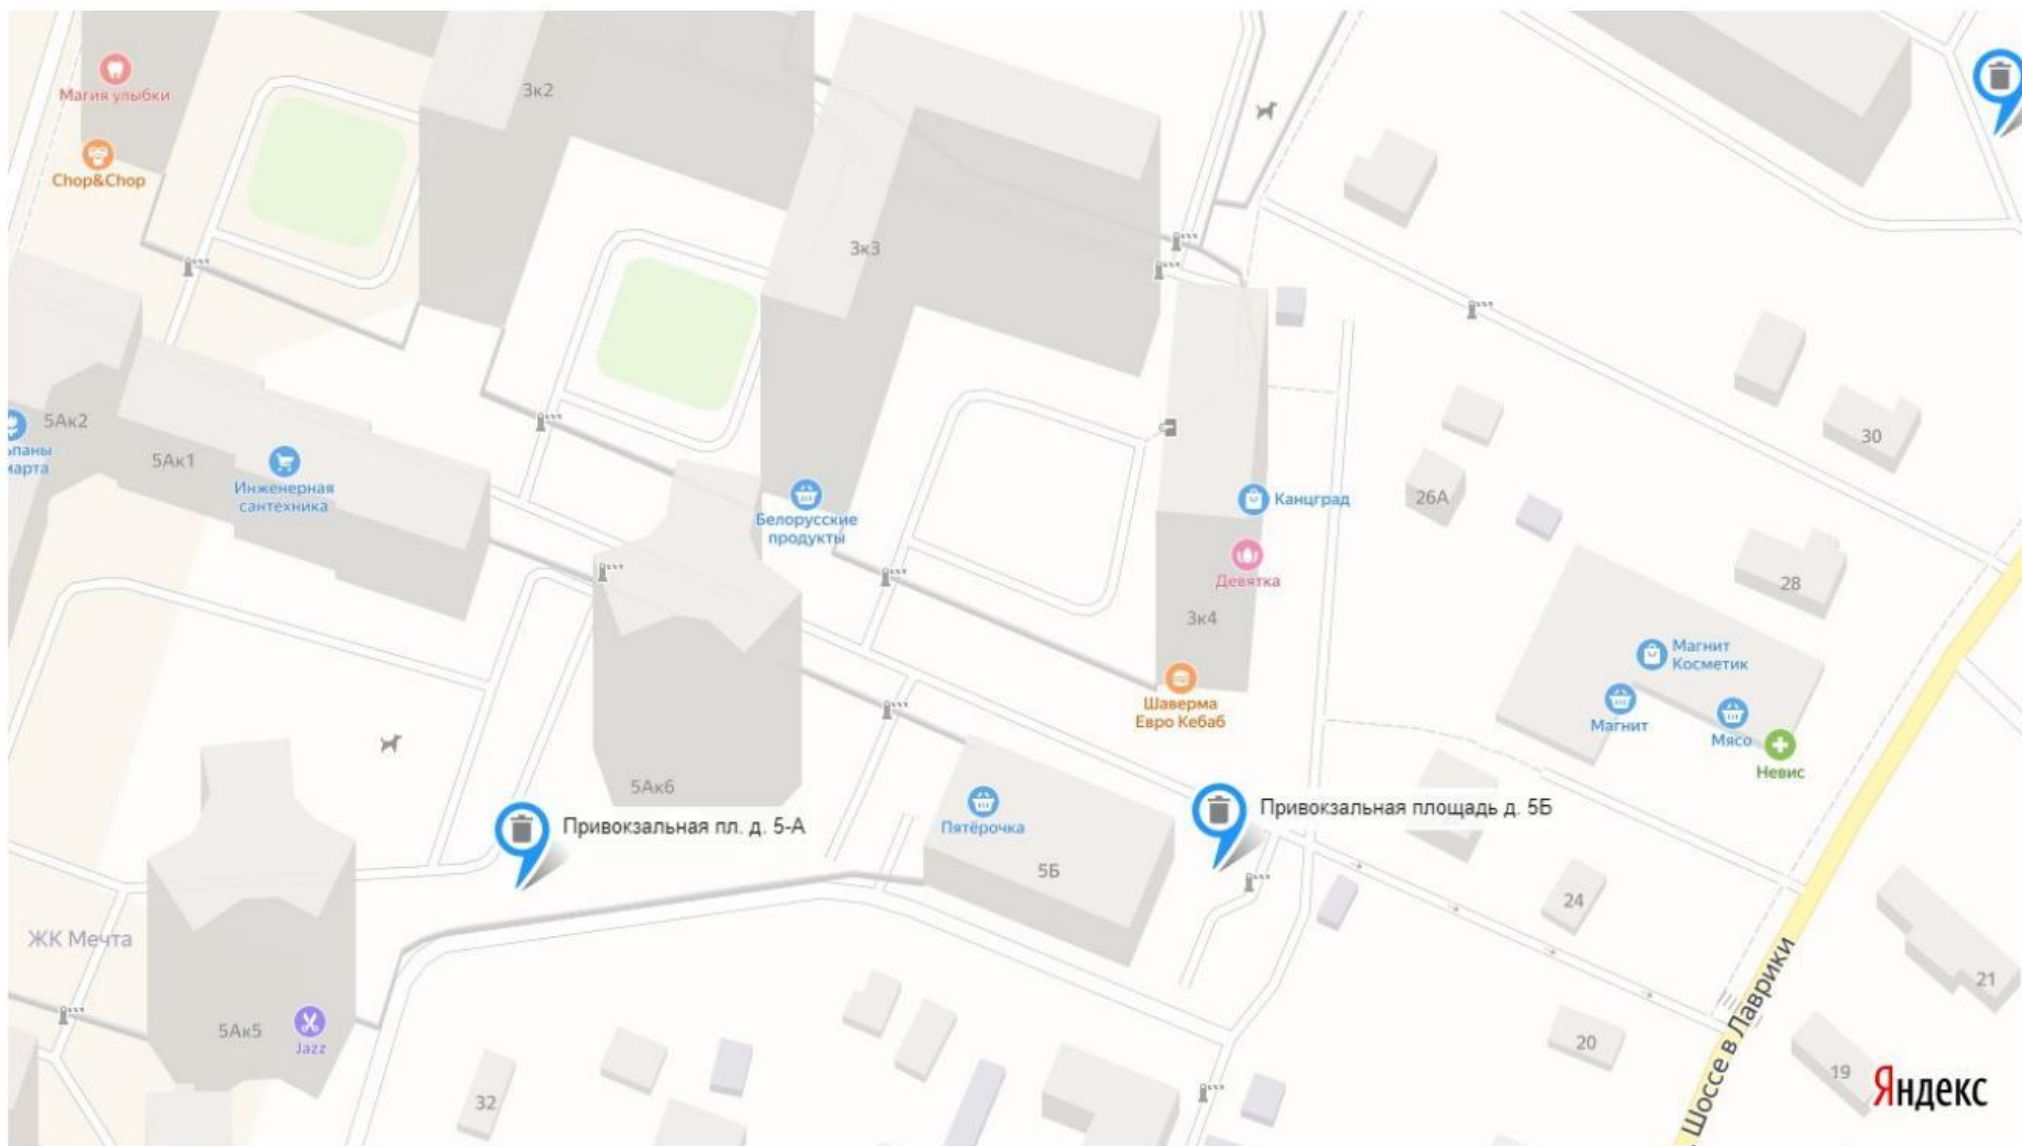 Магия улыбки
Chop&Chop
3к2
3к3
5Ак2
5Ак1
марта
Инженерная
сантехника
Белорусские
продукты
Канцград
Девятка
3к4
Шаверма
Евро Кебаб
26А
30
28
Магнит
Косметик
Магнит
Мясо
Невис
5Ак6
Привокзальная пл. д. 5-А
Пятёрочка
5Б
Привокзальная площадь д. 5Б
24
ЖК Мечта
5Ак5
Jazz
32
20
21
19
Шоссе в Лаврики
Яндекс